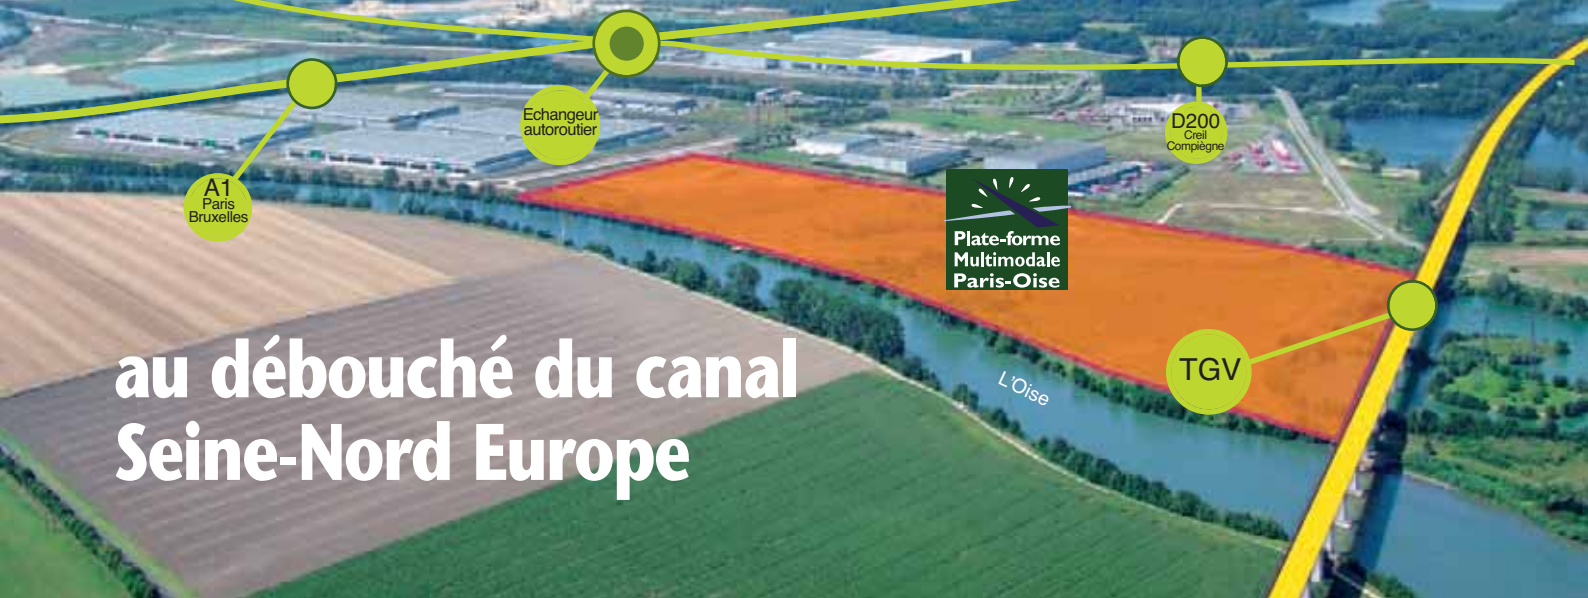 Echangeur
autoroutier
D200
Creil
Compiègne
A1
Paris
Bruxelles
Plate-forme
Multimodale
Paris-Oise
au débouché du canal
Seine-Nord Europe
L'Oise
TGV